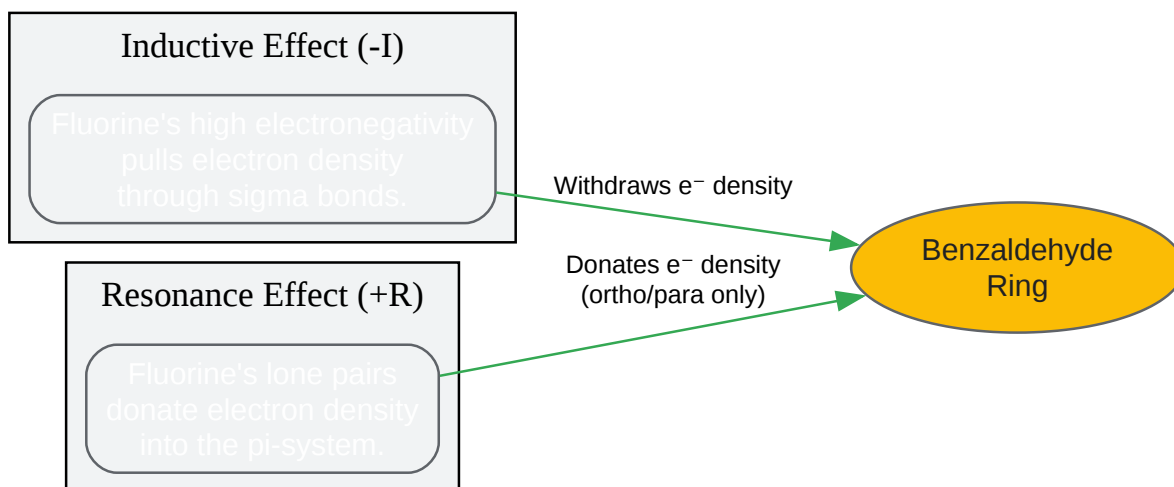 Inductive Effect (-I)
Fluorine's high electronegativity
pulls electron density
through sigma bonds.
Withdraws e⁻ density
Donates e⁻ density
(ortho/para only)
Benzaldehyde
Ring
Resonance Effect (+R)
Fluorine's lone pairs
donate electron density
into the pi-system.